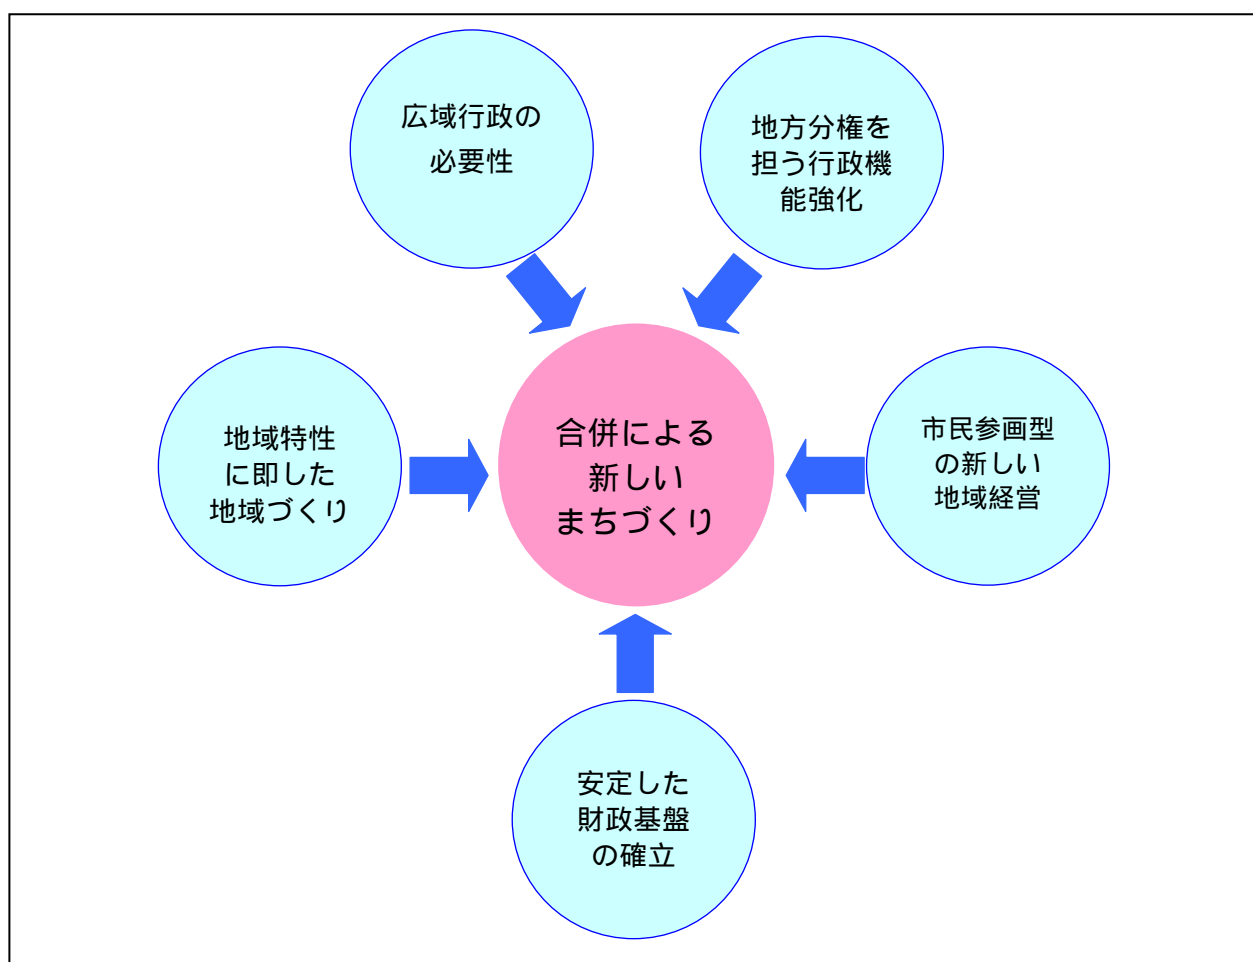 広域行政の
必要性
地方分権を
担う行政機
能強化
地域特性
に即した
地域づくり
合併による
新しい
まちづくり
市民参画型
の新しい
地域経営
安定した
財政基盤
の確立